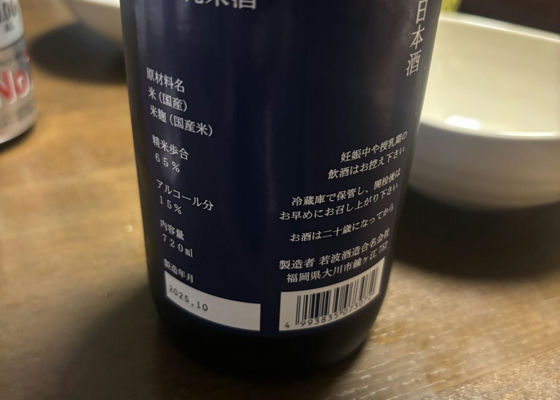 純米酒
日本酒
原材料名
米(国産)
米麹(国産米)
精米歩合
65%
アルコール分
15%
内容量
720ml
製造年月
2025.10
妊娠中や授乳期の
飲酒はお控え下さい
冷蔵庫で保管し、開栓後は
お早めにお召し上がり下さい
お酒は二十歳になってから
製造者 若波酒造合名会社
福岡県大川市鐘ヶ江 752
No.